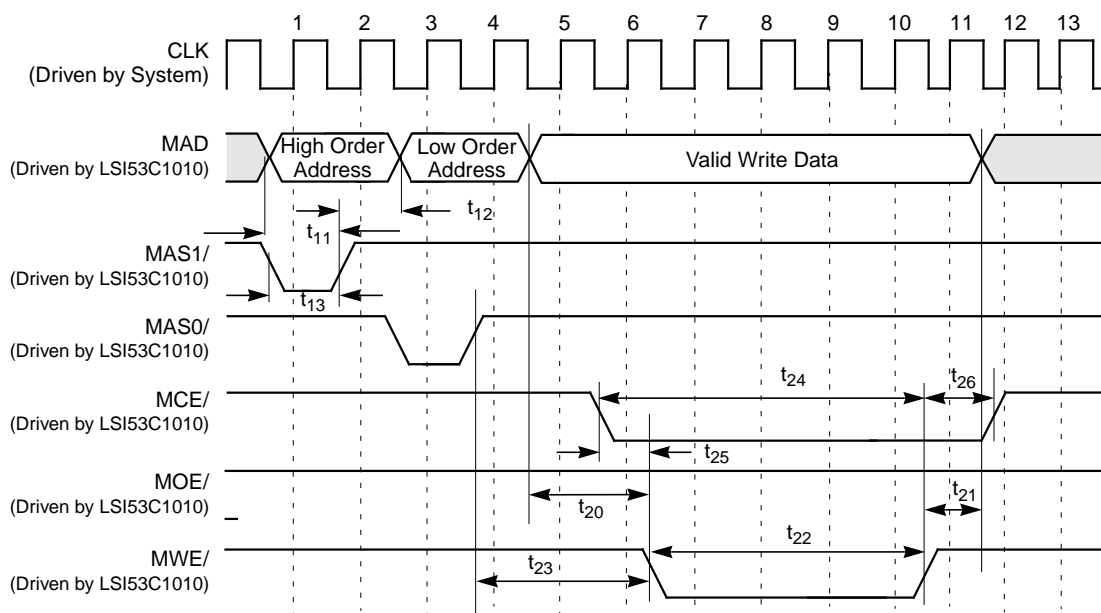 1 2 3 4 5 6 7 8 9 10 11 12 13
CLK
(Driven by System)
MAD
(Driven by LSI53C1010)
High Order
Address
Low Order
Address
Valid Write Data
t12
t11
MAS1/
(Driven by LSI53C1010)
t13
MAS0/
(Driven by LSI53C1010)
t24
t26
MCE/
(Driven by LSI53C1010)
t25
MOE/
(Driven by LSI53C1010)
t20
t21
t22
MWE/
(Driven by LSI53C1010)
t23